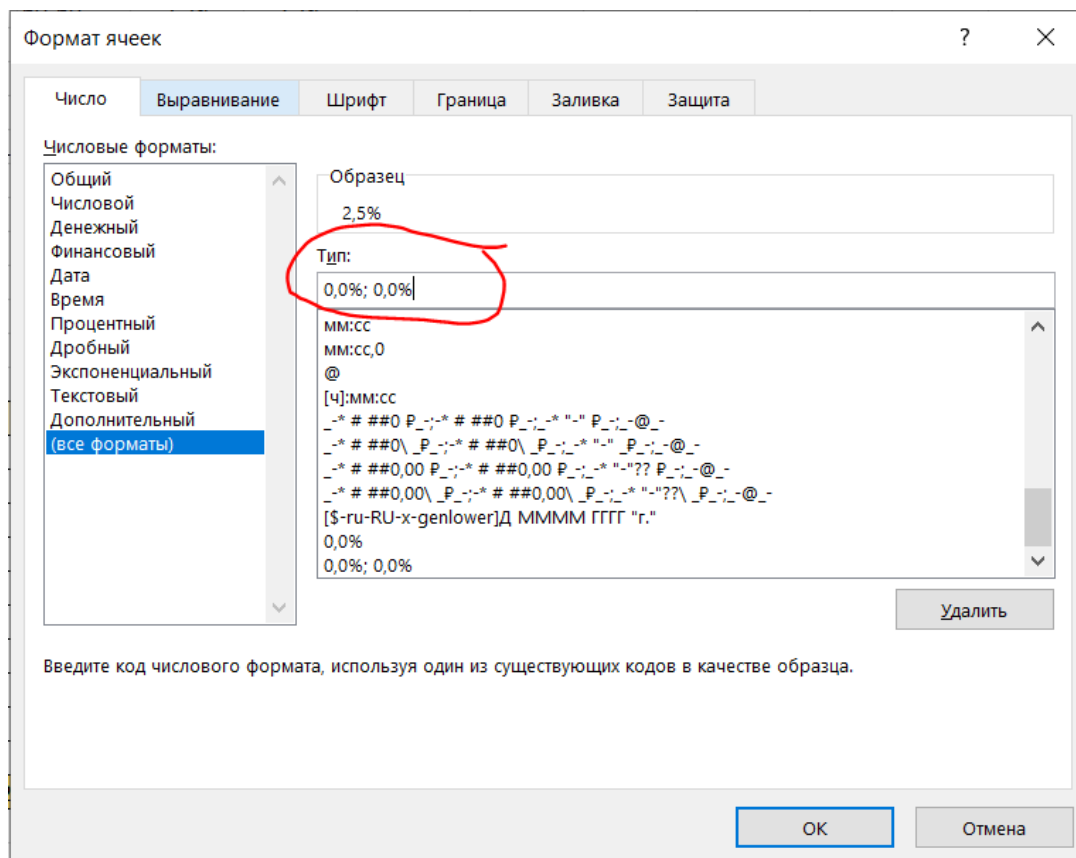 Формат ячеек ?
Число Выравнивание Шрифт Граница Заливка Защита
Числовые форматы:
Общий
Числовой
Денежный
Финансовый
Дата
Время
Процентный
Дробный
Экспоненциальный
Текстовый
Дополнительный
(все форматы)
Образец
2,5%
Тип:
0,0%; 0,0%
мм:сс
мм:сс,0
@
[ч]:мм:сс
_-* # ##0 ₽_-;-* # ##0 ₽_-;_-* "-" ₽_-;_-@_-
_-* # ##0\ _₽_-;-* # ##0\ _₽_-;_-* "-" _₽_-;_-@_-
_-* # ##0,00 ₽_-;-* # ##0,00 ₽_-;_-* "-"?? ₽_-;_-@_-
_-* # ##0,00\ _₽_-;-* # ##0,00\ _₽_-;_-* "-"??\ _₽_-;_-@_-
[$-ru-RU-x-genlower]Д ММММ ГГГГ "г."
0,0%
0,0%; 0,0%
Удалить
Введите код числового формата, используя один из существующих кодов в качестве образца.
ОК Отмена